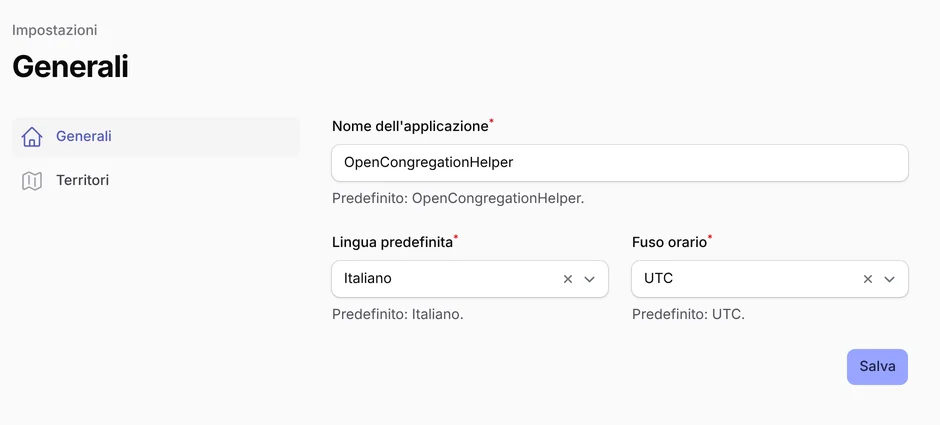 Impostazioni
Generali
Generali
Territori
Nome dell'applicazione*
OpenCongregationHelper
Predefinito: OpenCongregationHelper.
Lingua predefinita*
Italiano
Predefinito: Italiano.
Fuso orario*
UTC
Predefinito: UTC.
Salva